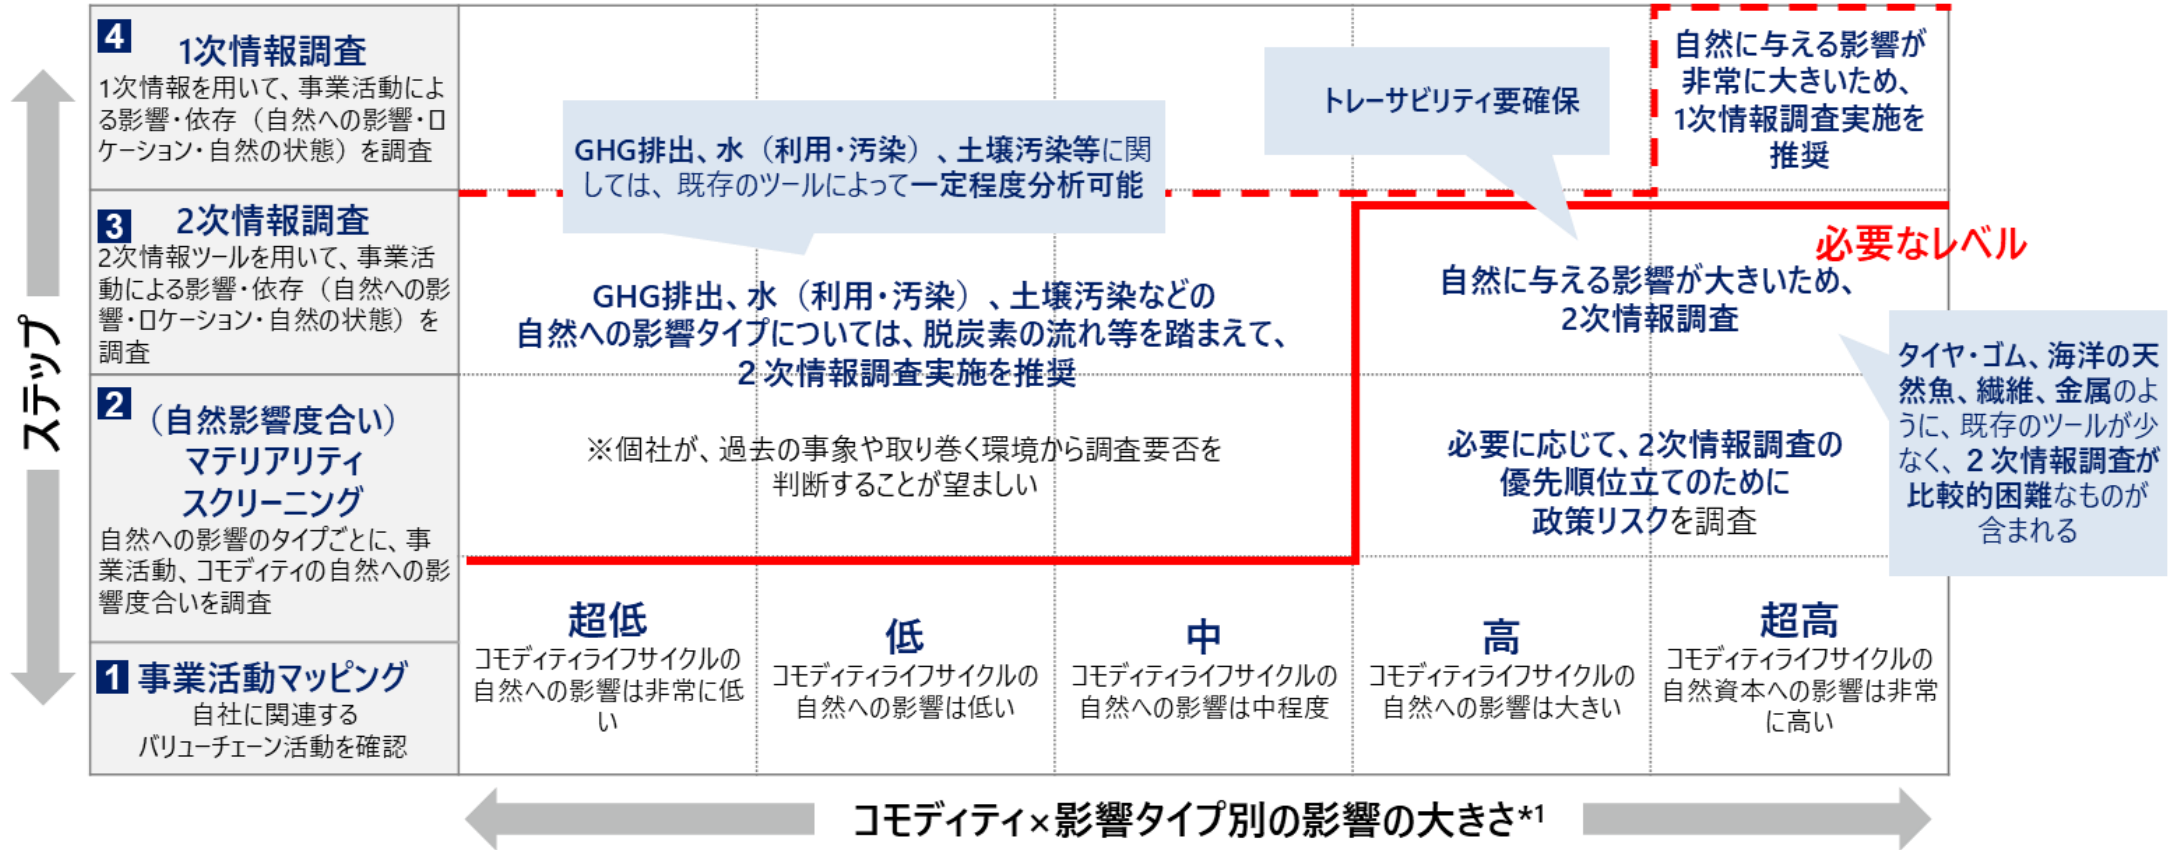 ステップ
4
1次情報調査
1次情報を用いて、事業活動によ
る影響・依存（自然への影響・ロ
ケーション・自然の状態）を調査
3
2次情報調査
2次情報ツールを用いて、事業活
動による影響・依存（自然への影
響・ロケーション・自然の状態）を
調査
2
（自然影響度合い）
マテリアリティ
スクリーニング
自然への影響のタイプごとに、事
業活動、コモディティの自然への影
響度合いを調査
1
事業活動マッピング
自社に関連する
バリューチェーン活動を確認
GHG排出、水（利用・汚染）、土壌汚染等に関
しては、既存のツールによって一定程度分析可能
トレーサビリティ要確保
自然に与える影響が
非常に大きいため、
1次情報調査実施を
推奨
必要なレベル
GHG排出、水（利用・汚染）、土壌汚染などの
自然への影響タイプについては、脱炭素の流れ等を踏まえて、
２次情報調査実施を推奨
※個社が、過去の事象や取り巻く環境から調査要否を
判断することが望ましい
自然に与える影響が大きいため、
2次情報調査
必要に応じて、2次情報調査の
優先順位立てのために
政策リスクを調査
タイヤ・ゴム、海洋の天
然魚、繊維、金属のよ
うに、既存のツールが少
なく、２次情報調査が
比較的困難なものが
含まれる
超低
コモディティライフサイクルの
自然への影響は非常に低
い
低
コモディティライフサイクルの
自然への影響は低い
中
コモディティライフサイクルの
自然への影響は中程度
高
コモディティライフサイクルの
自然への影響は大きい
超高
コモディティライフサイクルの
自然資本への影響は非常
に高い
コモディティ×影響タイプ別の影響の大きさ*1